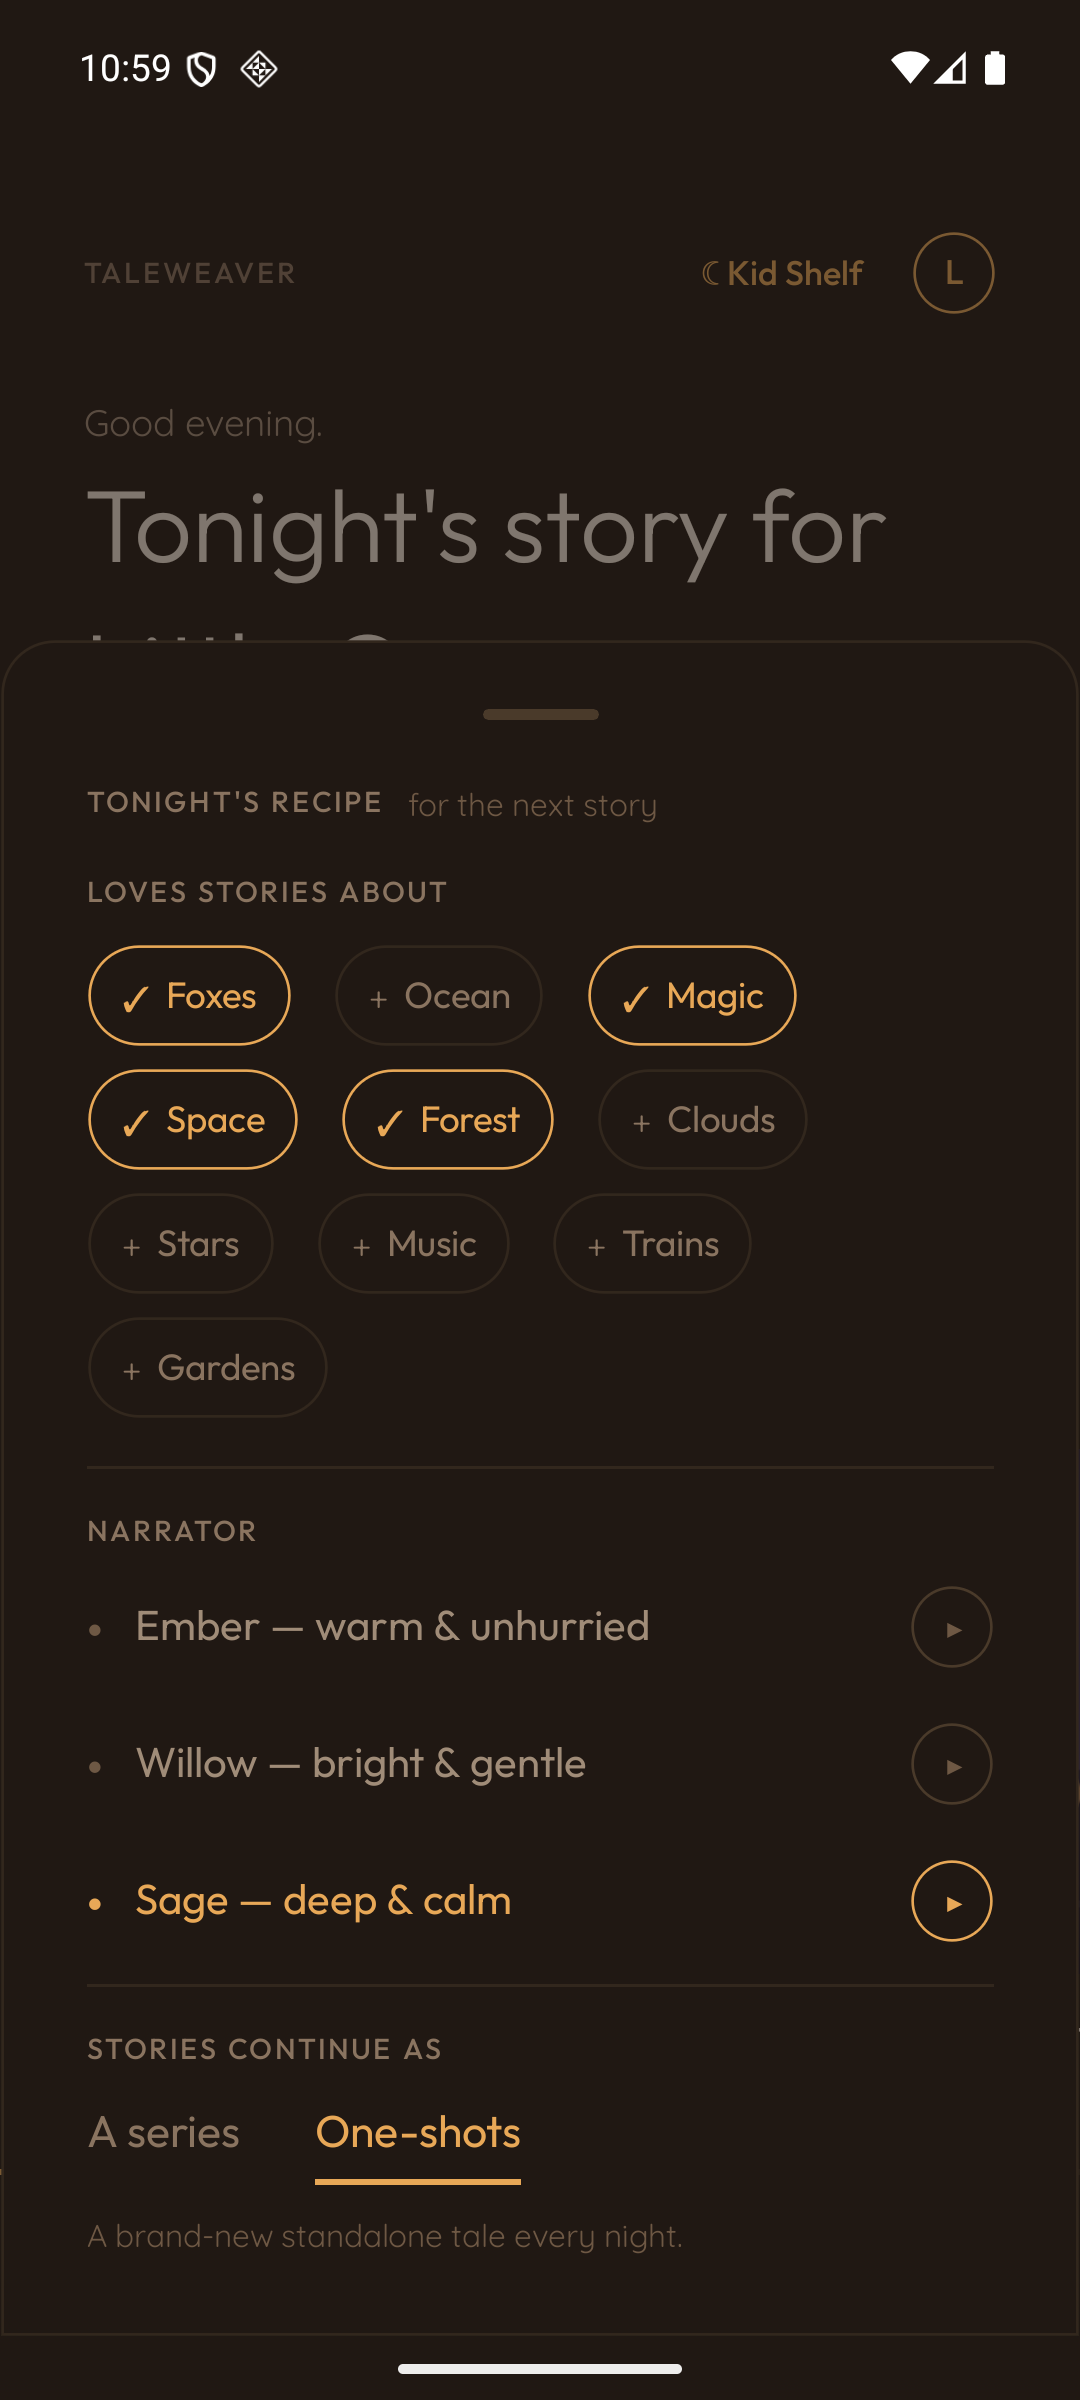 10:59
TALEWEAVER
☾Kid Shelf
L
Good evening.
Tonight's story for
TONIGHT'S RECIPE for the next story
LOVES STORIES ABOUT
✓ Foxes + Ocean ✓ Magic
✓ Space ✓ Forest + Clouds
+ Stars + Music + Trains
+ Gardens
NARRATOR
• Ember — warm & unhurried
• Willow — bright & gentle
• Sage — deep & calm
STORIES CONTINUE AS
A series One-shots
A brand-new standalone tale every night.